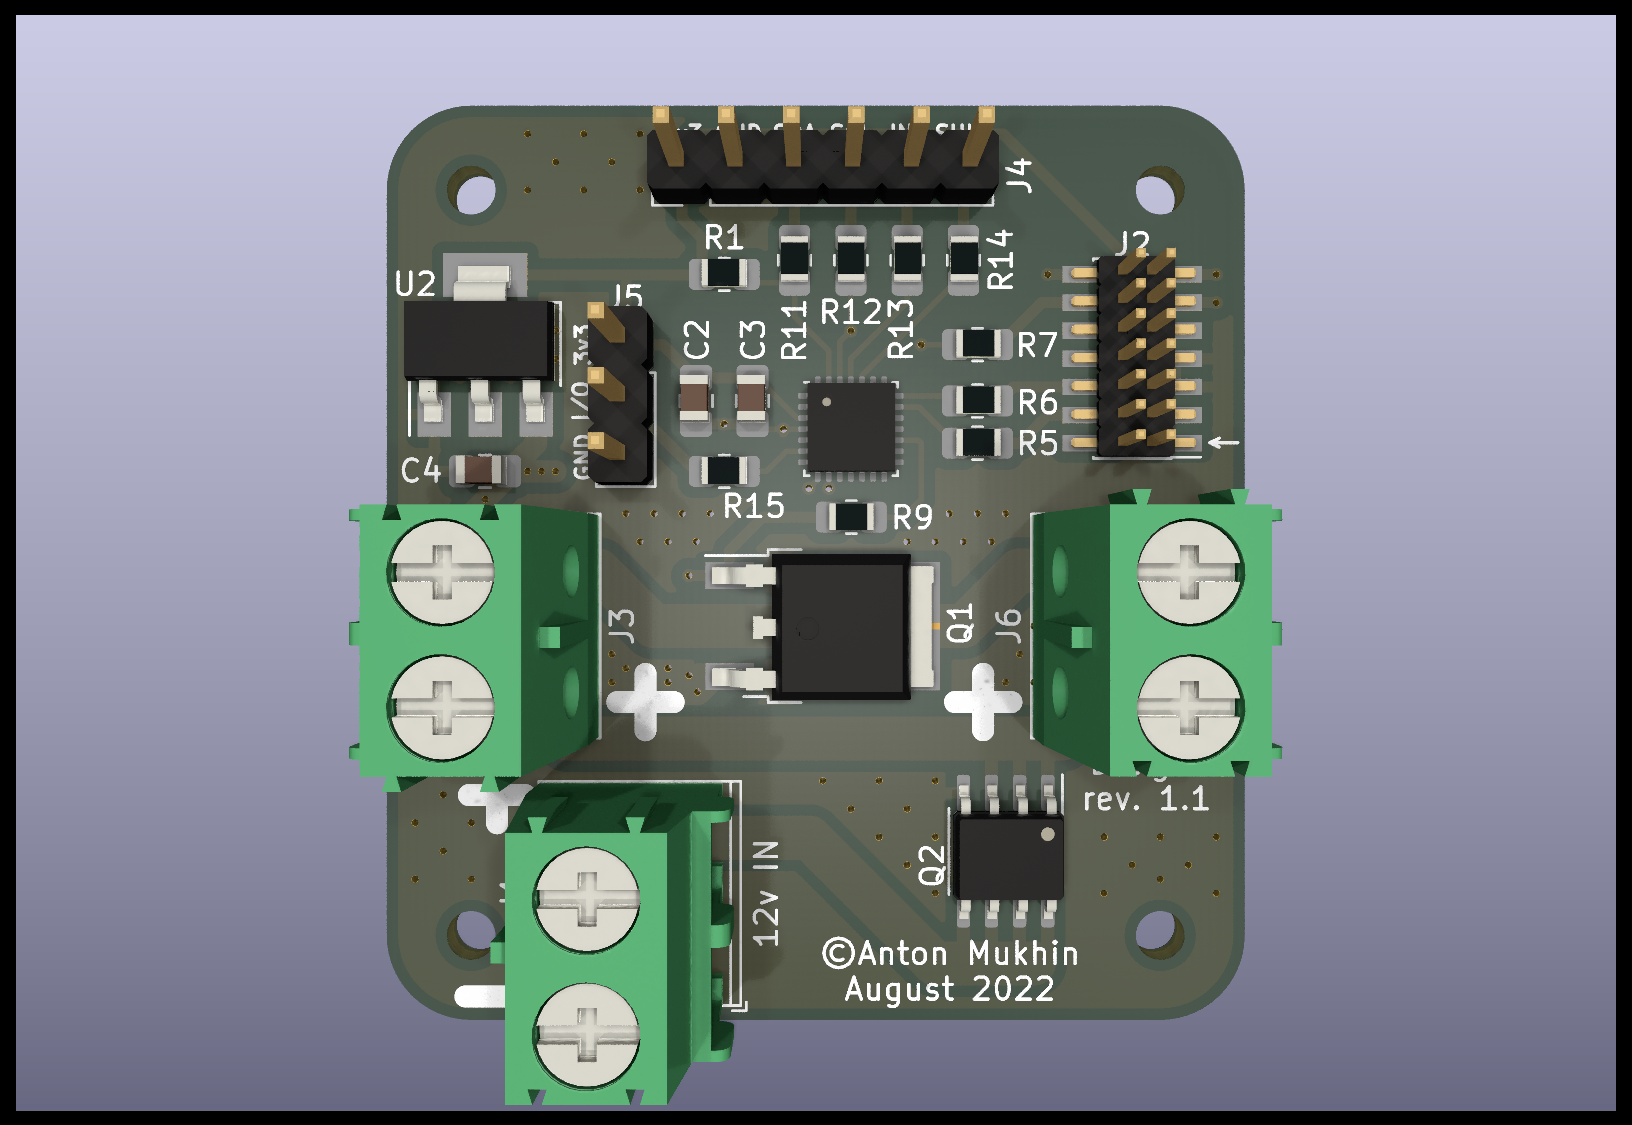 J4
R1
R14
J2
U2
J5
R12
C2
C3
R11
R13
R7
3v3
I/O
GND
R6
R5
C4
R15
R9
J3
Q1
J6
rev. 1.1
12v IN
Q2
©Anton Mukhin
August 2022